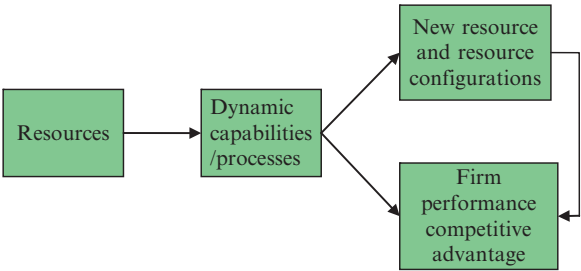 Resources
Dynamic
capabilities
/processes
New resource
and resource
configurations
Firm
performance
competitive
advantage